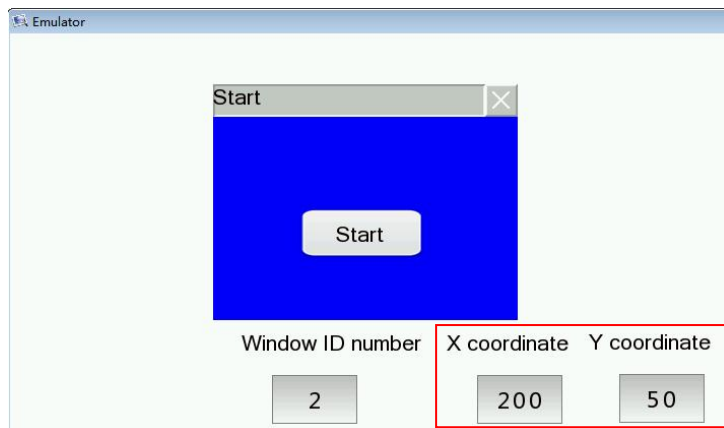 Emulator
Start
Start
Window ID number X coordinate Y coordinate
2 200 50